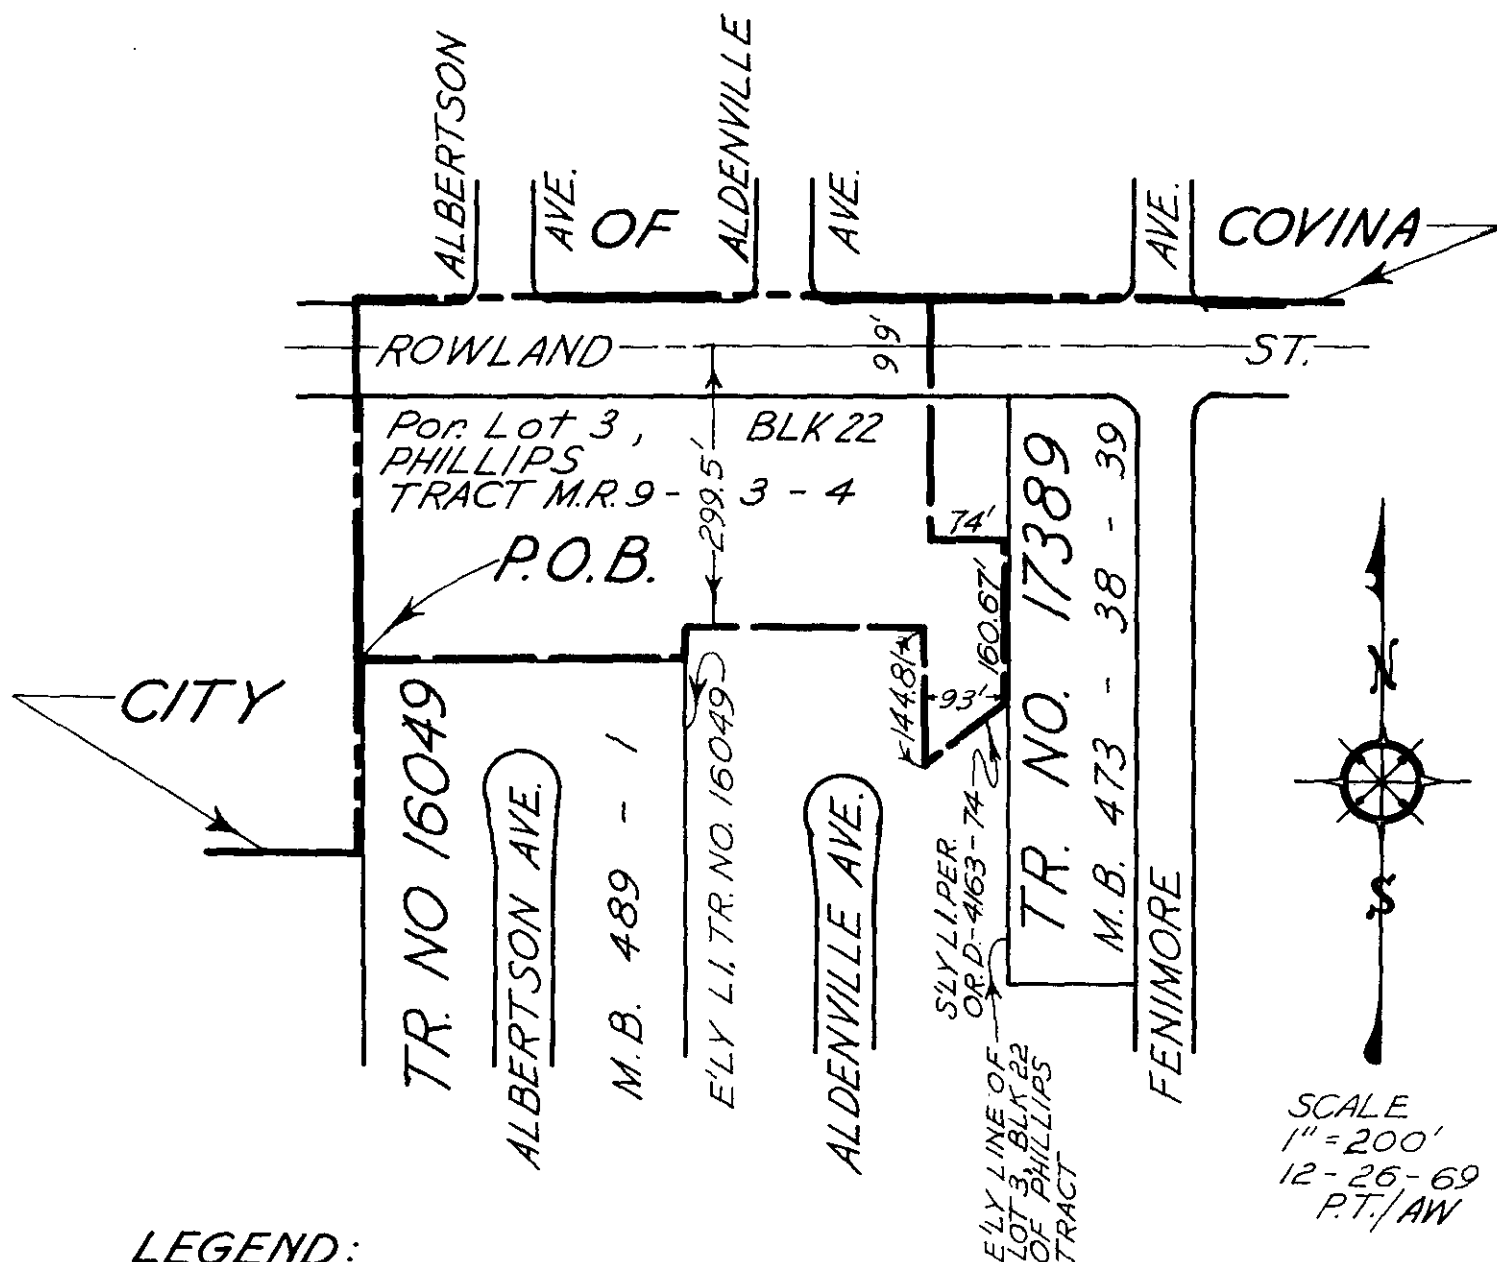 ALBERTSON
AVE.
OF
ALDENVILLE
AVE.
AVE.
COVINA
ROWLAND
ST.
99'
Por. Lot 3, BLK 22
PHILLIPS
TRACT M.R. 9 - 3 - 4
299.5'
74'
P.O.B.
160.67'
144.81'
93'
CITY
TR. NO 16049
ALBERTSON AVE.
M.B. 489 - 1
E'LY LI. TR. NO. 16049
ALDENVILLE AVE.
S'LY LI. PER.
O.R. D-4163-74
TR. NO. 17389
M.B. 473 - 38 - 39
FENIMORE
E'LY LINE OF
LOT 3, BLK 22
OF PHILLIPS
TRACT
N
S
SCALE
1" = 200'
12-26-69
P.T./AW
LEGEND: